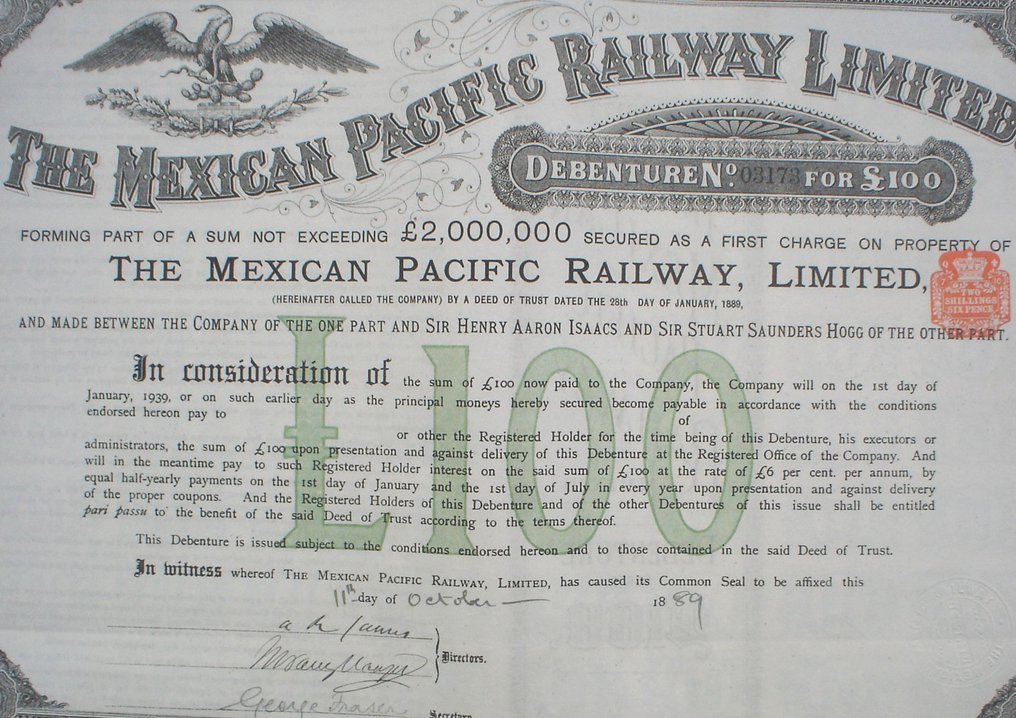 THE MEXICAN PACIFIC RAILWAY LIMITED
DEBENTURE No. 03173 FOR £100
FORMING PART OF A SUM NOT EXCEEDING £2,000,000 SECURED AS A FIRST CHARGE ON PROPERTY OF
THE MEXICAN PACIFIC RAILWAY, LIMITED,
(HEREINAFTER CALLED THE COMPANY) BY A DEED OF TRUST DATED THE 28th DAY OF JANUARY, 1889,
TWO
SHILLINGS
SIX PENCE
AND MADE BETWEEN THE COMPANY OF THE ONE PART AND SIR HENRY AARON ISAACS AND SIR STUART SAUNDERS HOGG OF THE OTHER PART.
£100
In consideration of the sum of £100 now paid to the Company, the Company will on the 1st day of
January, 1939, or on such earlier day as the principal moneys hereby secured become payable in accordance with the conditions
endorsed hereon pay to
of
or other the Registered Holder for the time being of this Debenture, his executors or
administrators, the sum of £100 upon presentation and against delivery of this Debenture at the Registered Office of the Company. And
will in the meantime pay to such Registered Holder interest on the said sum of £100 at the rate of £6 per cent. per annum, by
equal half-yearly payments on the 1st day of January and the 1st day of July in every year upon presentation and against delivery
of the proper coupons. And the Registered Holders of this Debenture and of the other Debentures of this issue shall be entitled
pari passu to the benefit of the said Deed of Trust according to the terms thereof.
This Debenture is issued subject to the conditions endorsed hereon and to those contained in the said Deed of Trust.
In witness whereof THE MEXICAN PACIFIC RAILWAY, LIMITED, has caused its Common Seal to be affixed this
11th day of October 1889
Directors.
George Fraser
Secretary